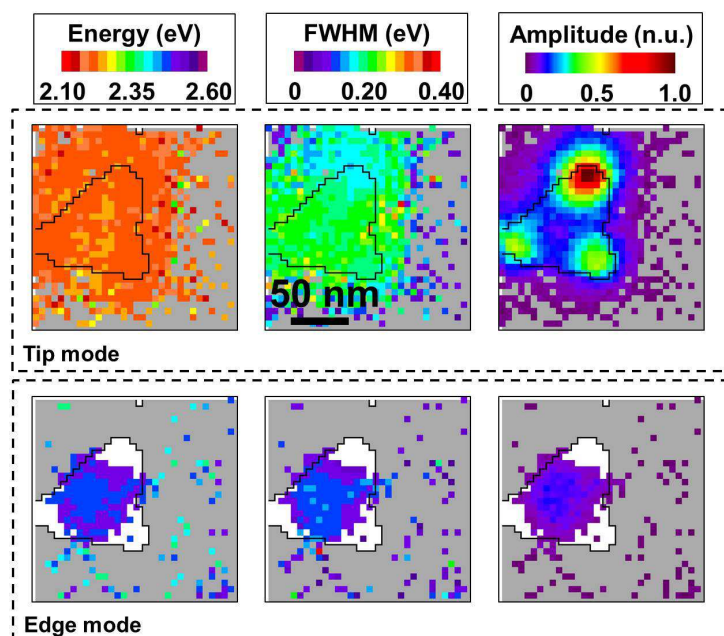 Energy (eV)
2.10 2.35 2.60
FWHM (eV)
0 0.20 0.40
Amplitude (n.u.)
0 0.5 1.0
50 nm
Tip mode
Edge mode